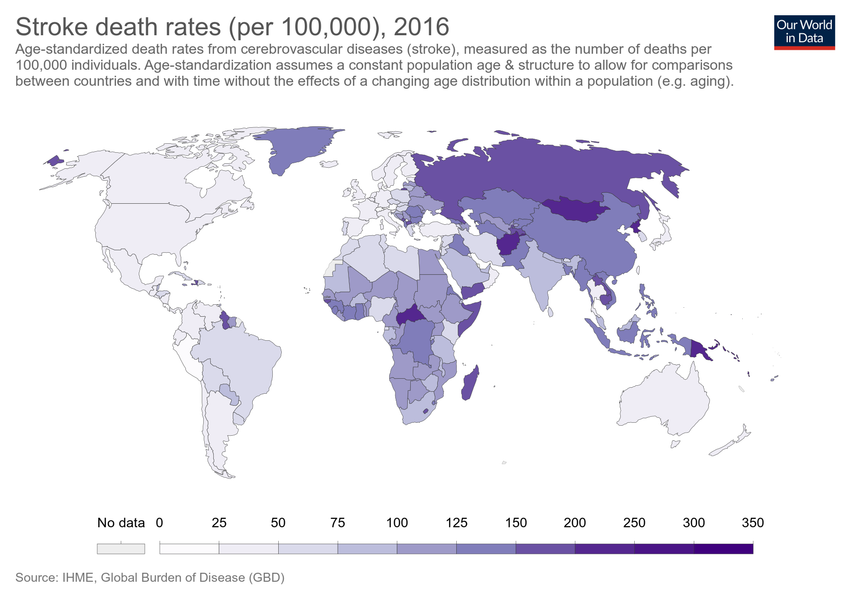 Stroke death rates (per 100,000), 2016
Our World
in Data
Age-standardized death rates from cerebrovascular diseases (stroke), measured as the number of deaths per
100,000 individuals. Age-standardization assumes a constant population age & structure to allow for comparisons
between countries and with time without the effects of a changing age distribution within a population (e.g. aging).
No data 0 25 50 75 100 125 150 200 250 300 350
Source: IHME, Global Burden of Disease (GBD)